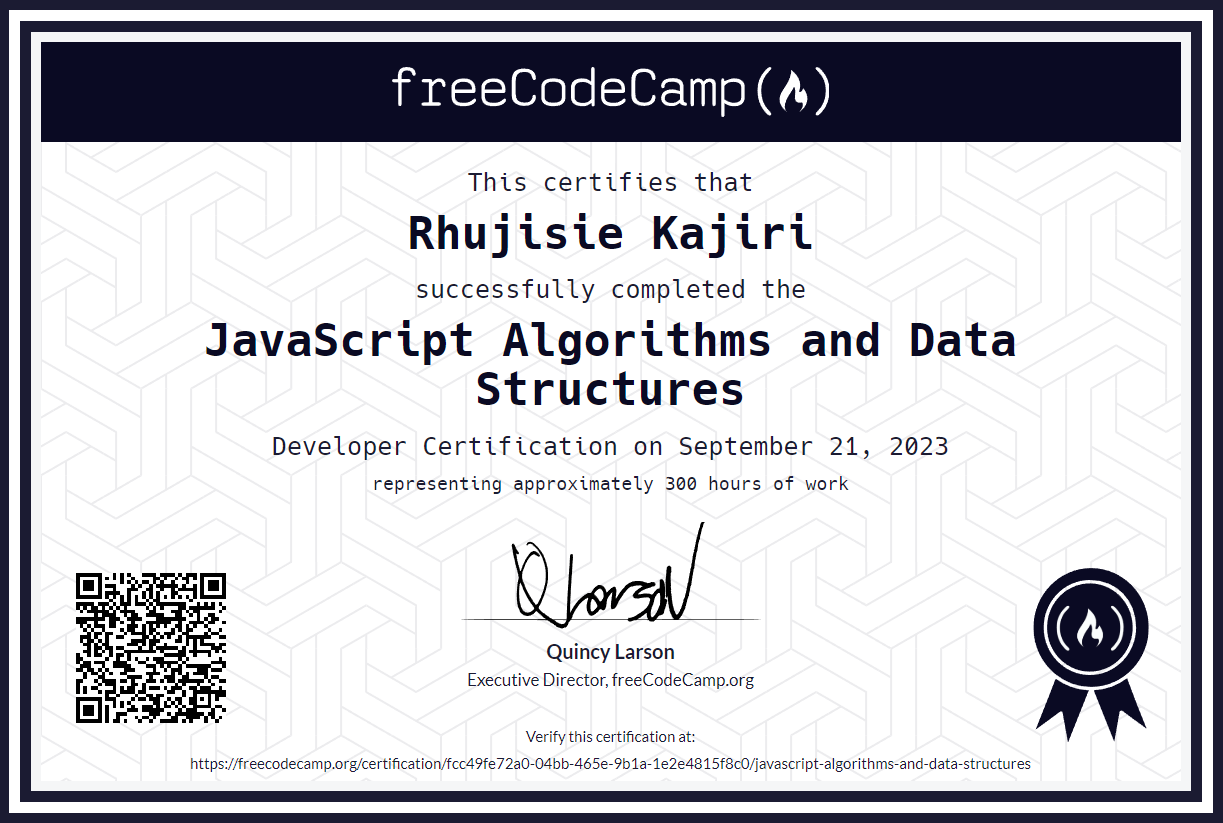 freeCodeCamp
This certifies that
Rhujisie Kajiri
successfully completed the
JavaScript Algorithms and Data
Structures
Developer Certification on September 21, 2023
representing approximately 300 hours of work
Q Larson
Quincy Larson
Executive Director, freeCodeCamp.org
Verify this certification at:
https://freecodecamp.org/certification/fcc49fe72a0-04bb-465e-9b1a-1e2e4815f8c0/javascript-algorithms-and-data-structures